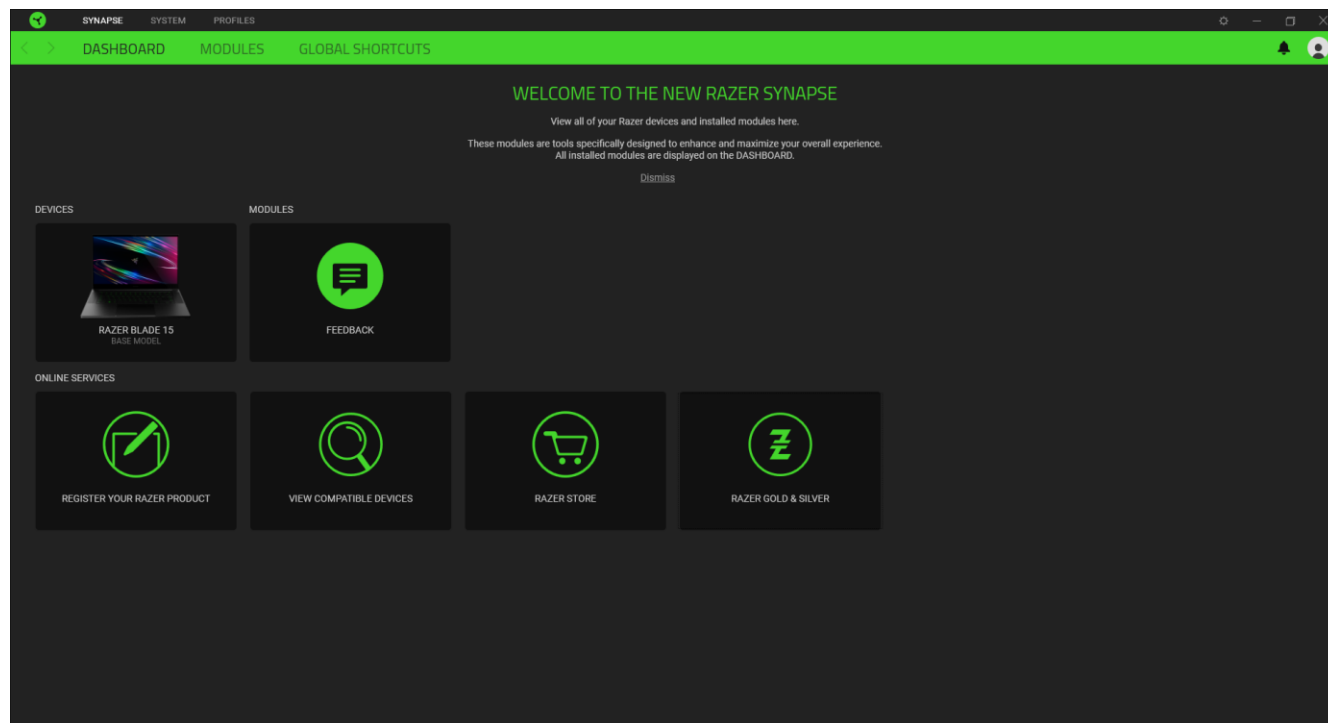 SYNAPSE SYSTEM PROFILES
DASHBOARD MODULES GLOBAL SHORTCUTS
WELCOME TO THE NEW RAZER SYNAPSE
View all of your Razer devices and installed modules here.
These modules are tools specifically designed to enhance and maximize your overall experience.
All installed modules are displayed on the DASHBOARD.
Dismiss
DEVICES MODULES
RAZER BLADE 15 FEEDBACK
BASE MODEL
ONLINE SERVICES
REGISTER YOUR RAZER PRODUCT VIEW COMPATIBLE DEVICES RAZER STORE RAZER GOLD & SILVER